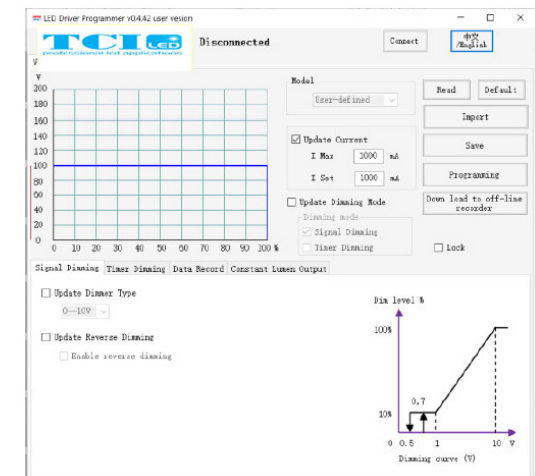 LED Driver Programmer v0.4.42 user vesion
TCI LED
professional led applications
Disconnected
Connect
中文
/English
V
V
200
180
160
140
120
100
80
60
40
20
0
0 10 20 30 40 50 60 70 80 90 100 %
Model
User-defined
Update Current
I Max 1000 mA
I Set 1000 mA
Update Dimming Mode
Dimming mode
Signal Dimming
Timer Dimming
Read
Default
Import
Save
Programming
Down load to off-line
recorder
Lock
Signal Dimming Timer Dimming Data Record Constant Lumen Output
Update Dimmer Type
0--10V
Update Reverse Dimming
Enable reverse dimming
Dim level %
100%
0.7
10%
0 0.5 1 10 V
Dimming curve (V)